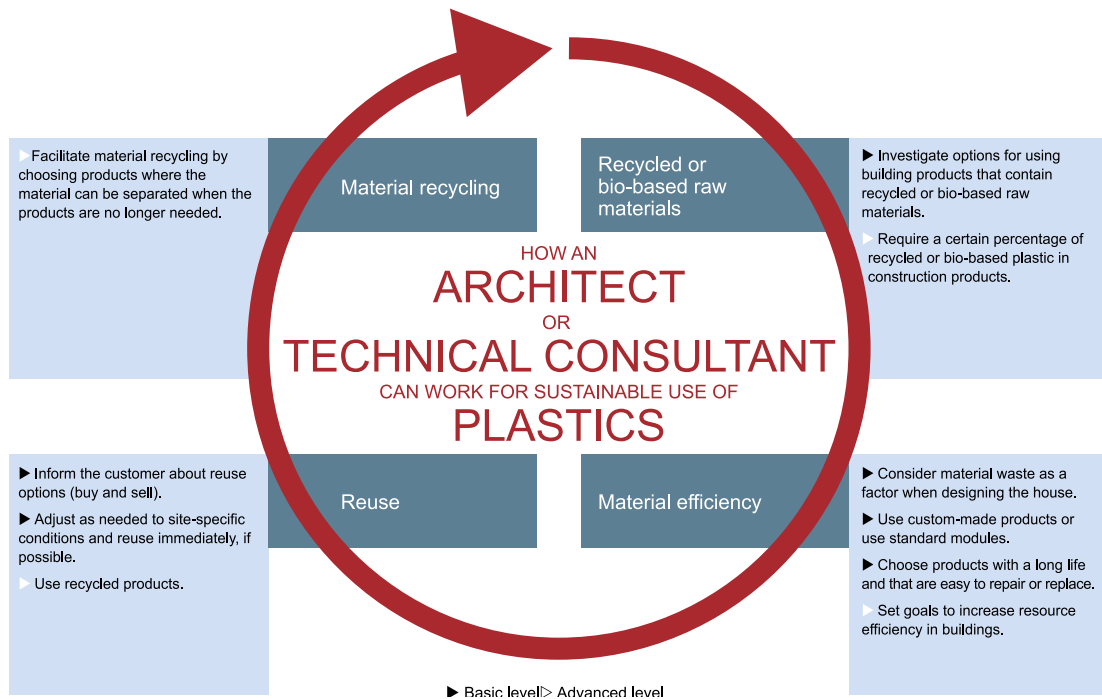 ▷Facilitate material recycling by
choosing products where the
material can be separated when the
products are no longer needed.
Material recycling
Recycled or
bio-based raw
materials
▶ Investigate options for using
building products that contain
recycled or bio-based raw
materials.
▷ Require a certain percentage of
recycled or bio-based plastic in
construction products.
HOW AN
ARCHITECT
OR
TECHNICAL CONSULTANT
CAN WORK FOR SUSTAINABLE USE OF
PLASTICS
▶ Inform the customer about reuse
options (buy and sell).
▶ Adjust as needed to site-specific
conditions and reuse immediately, if
possible.
▷ Use recycled products.
Reuse
Material efficiency
▶ Consider material waste as a
factor when designing the house.
▶ Use custom-made products or
use standard modules.
▶ Choose products with a long life
and that are easy to repair or replace.
▷ Set goals to increase resource
efficiency in buildings.
▶ Basic level▷ Advanced level